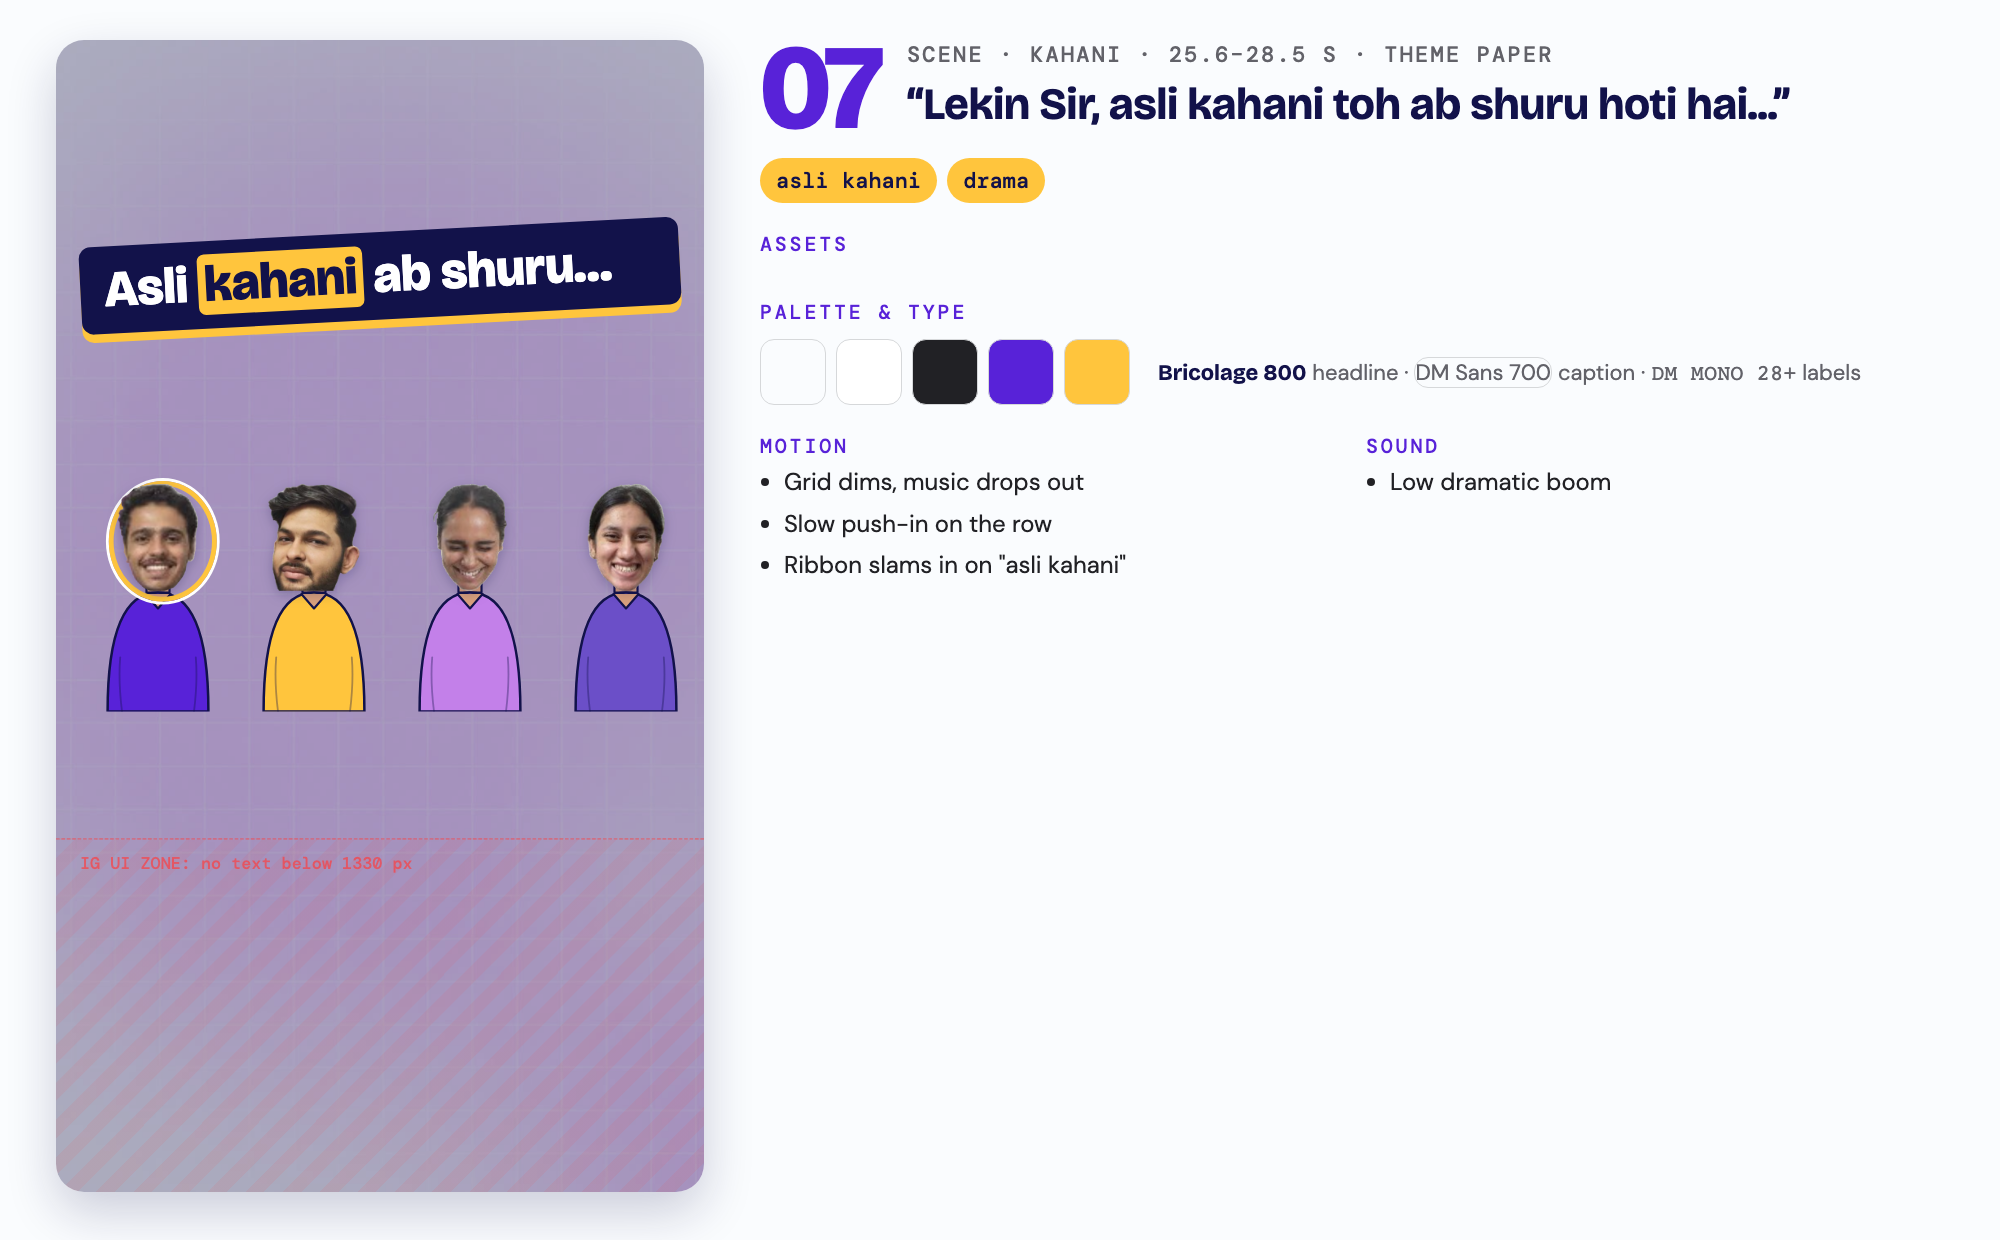 Asli kahani ab shuru...
IG UI ZONE: no text below 1330 px
07
SCENE · KAHANI · 25.6–28.5 S · THEME PAPER
“Lekin Sir, asli kahani toh ab shuru hoti hai...”
asli kahani
drama
ASSETS
PALETTE & TYPE
Bricolage 800 headline · DM Sans 700 caption · DM MONO 28+ labels
MOTION
• Grid dims, music drops out
• Slow push-in on the row
• Ribbon slams in on "asli kahani"
SOUND
• Low dramatic boom